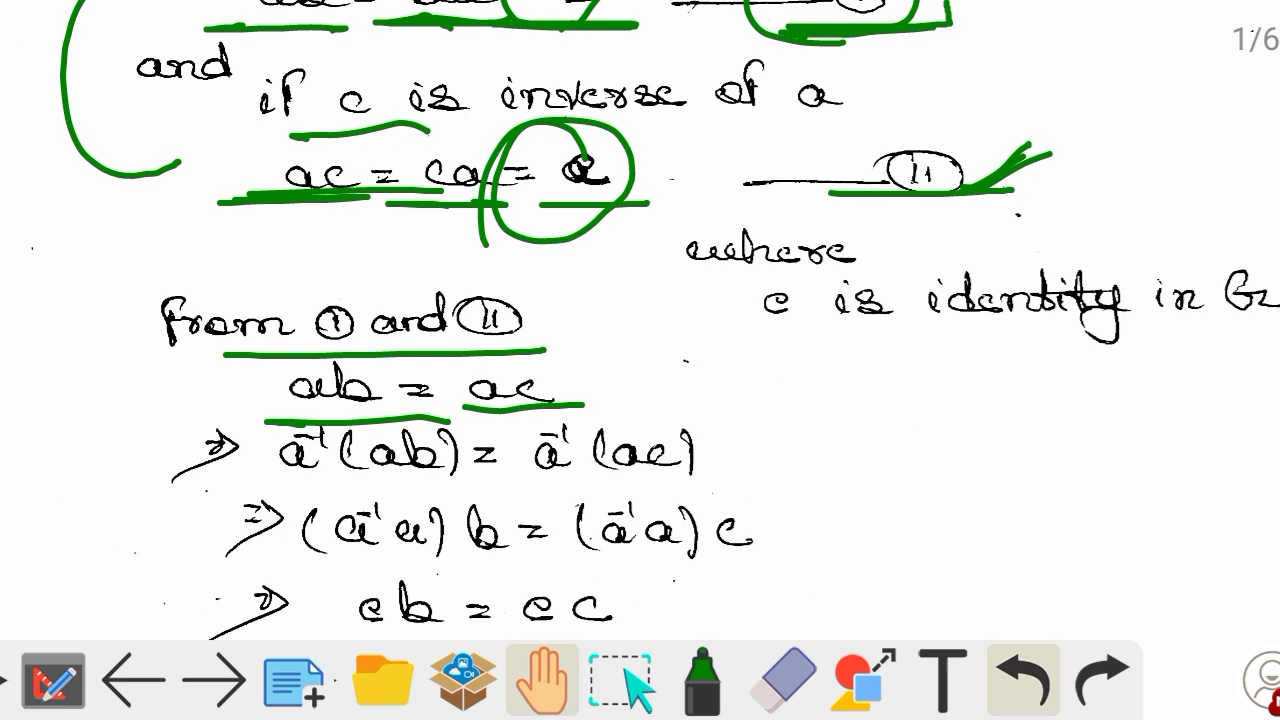 1/6
and
if c is inverse of a
ac = ca = e (II)
where
e is identity in G
from (I) and (II)
ab = ac
⇒ a⁻¹(ab) = a⁻¹(ac)
⇒ (a⁻¹a) b = (a⁻¹a) c
⇒ eb = ec
T